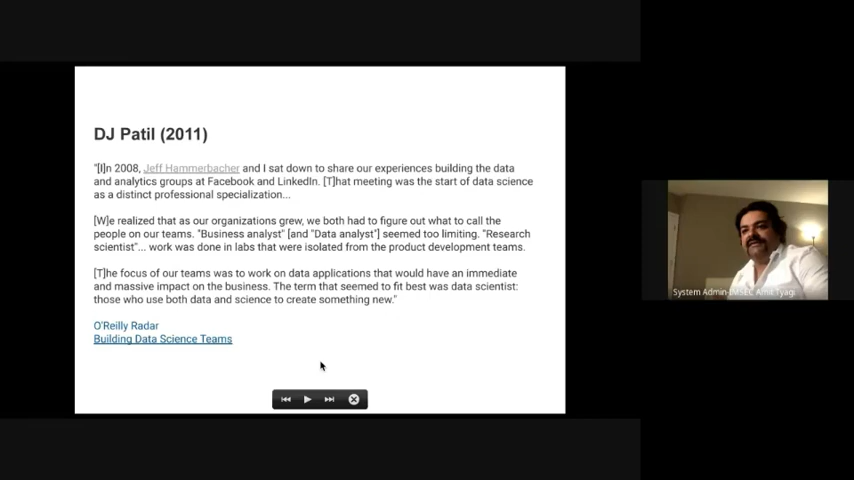 DJ Patil (2011)
"[I]n 2008, Jeff Hammerbacher and I sat down to share our experiences building the data
and analytics groups at Facebook and LinkedIn. [T]hat meeting was the start of data science
as a distinct professional specialization...
[W]e realized that as our organizations grew, we both had to figure out what to call the
people on our teams. "Business analyst" [and "Data analyst"] seemed too limiting. "Research
scientist"... work was done in labs that were isolated from the product development teams.
[T]he focus of our teams was to work on data applications that would have an immediate
and massive impact on the business. The term that seemed to fit best was data scientist:
those who use both data and science to create something new."
O'Reilly Radar
Building Data Science Teams
System Admin-IMSEC Amit Tyagi